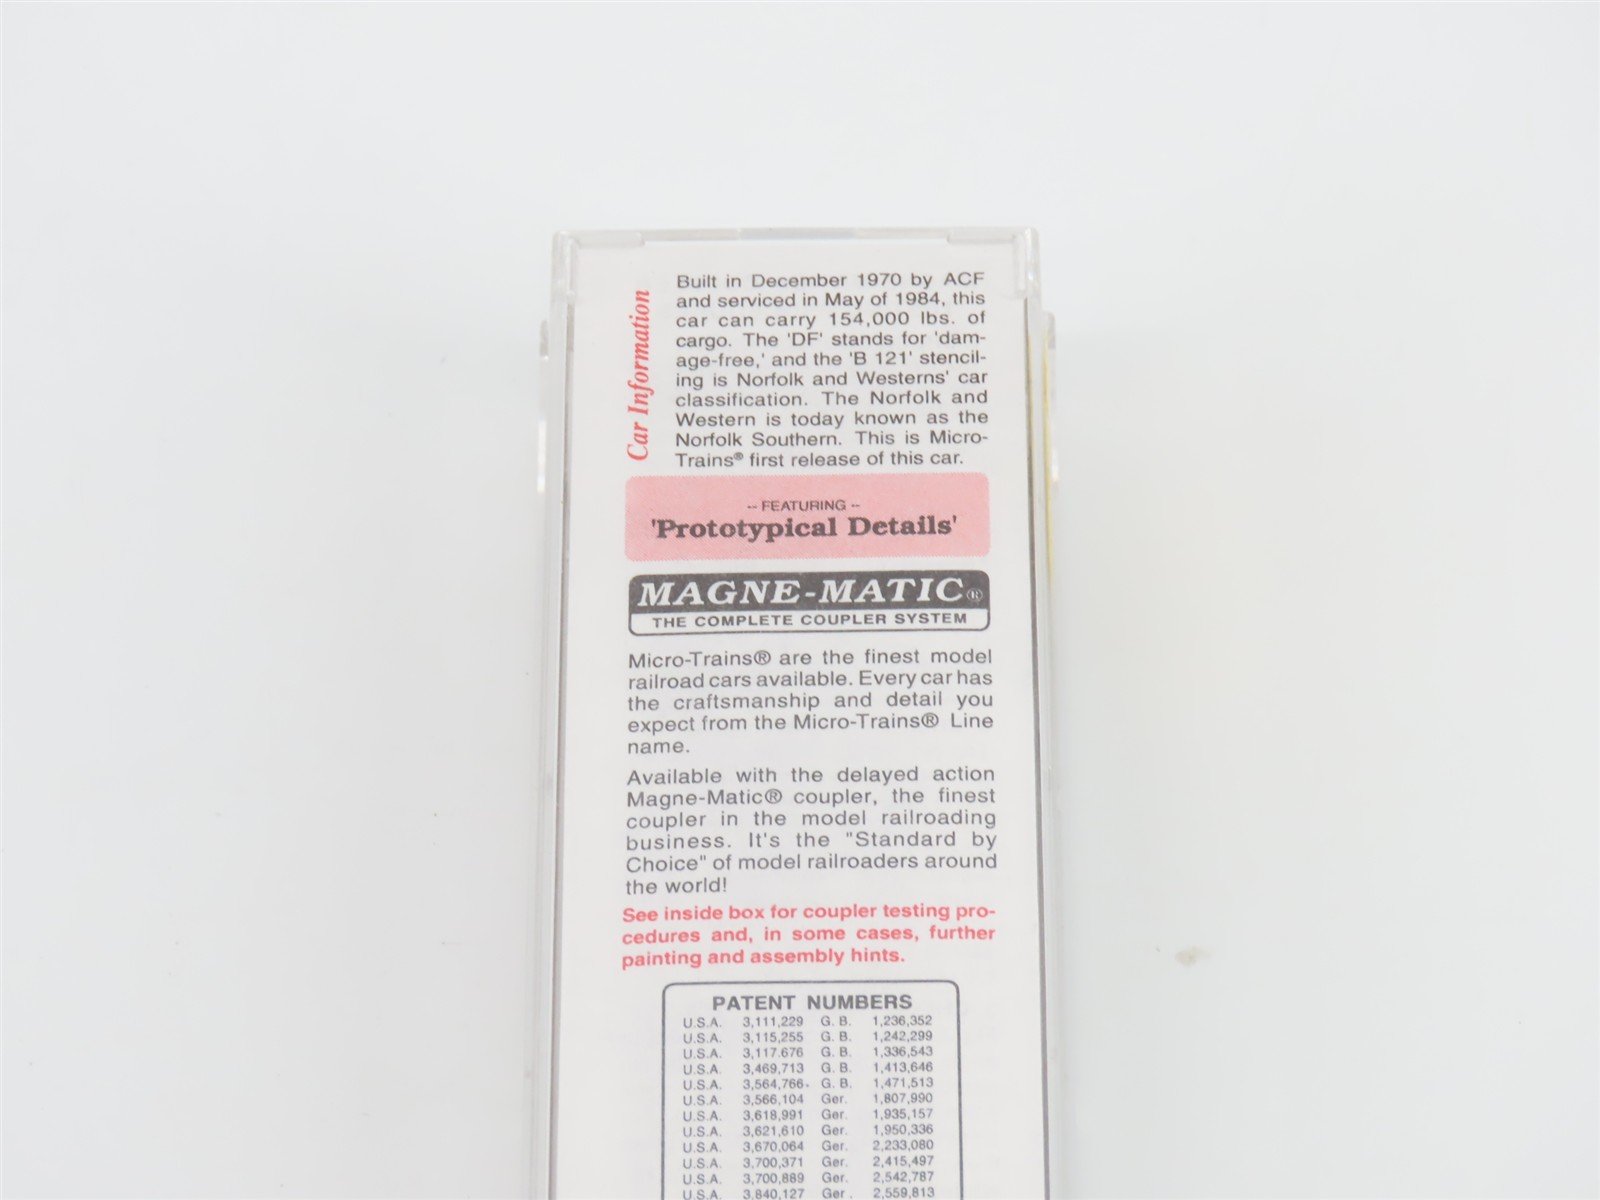 Car Information
Built in December 1970 by ACF
and serviced in May of 1984, this
car can carry 154,000 lbs. of
cargo. The 'DF' stands for 'dam-
age-free,' and the 'B 121' stencil-
ing is Norfolk and Westerns' car
classification. The Norfolk and
Western is today known as the
Norfolk Southern. This is Micro-
Trains® first release of this car.
-- FEATURING --
'Prototypical Details'
MAGNE-MATIC®
THE COMPLETE COUPLER SYSTEM
Micro-Trains® are the finest model
railroad cars available. Every car has
the craftsmanship and detail you
expect from the Micro-Trains® Line
name.
Available with the delayed action
Magne-Matic® coupler, the finest
coupler in the model railroading
business. It's the "Standard by
Choice" of model railroaders around
the world!
See inside box for coupler testing pro-
cedures and, in some cases, further
painting and assembly hints.
PATENT NUMBERS
U.S.A. 3,111,229 G. B. 1,236,352
U.S.A. 3,115,255 G. B. 1,242,299
U.S.A. 3,117,676 G. B. 1,336,543
U.S.A. 3,469,713 G. B. 1,413,646
U.S.A. 3,564,766 G. B. 1,471,513
U.S.A. 3,566,104 Ger. 1,807,990
U.S.A. 3,618,991 Ger. 1,935,157
U.S.A. 3,621,610 Ger. 1,950,336
U.S.A. 3,670,064 Ger. 2,233,080
U.S.A. 3,700,371 Ger. 2,415,497
U.S.A. 3,700,889 Ger. 2,542,787
U.S.A. 3,840,127 Ger. 2,559,813